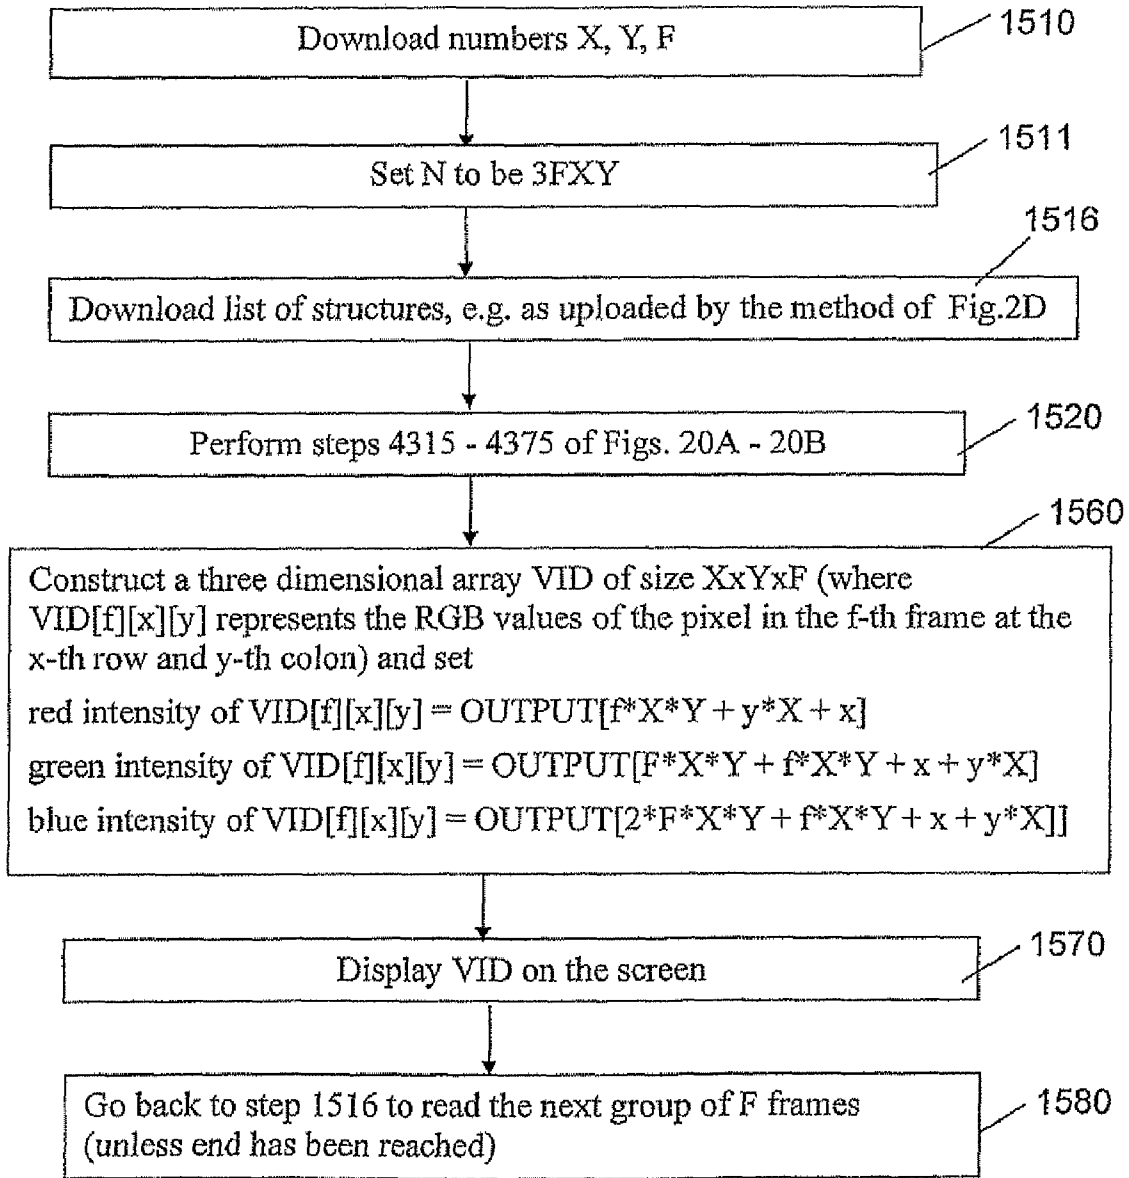 Download numbers X, Y, F
1510
Set N to be 3FXY
1511
1516
Download list of structures, e.g. as uploaded by the method of Fig.2D
Perform steps 4315 - 4375 of Figs. 20A - 20B
1520
1560
Construct a three dimensional array VID of size XxYxF (where
VID[f][x][y] represents the RGB values of the pixel in the f-th frame at the
x-th row and y-th colon) and set
red intensity of VID[f][x][y] = OUTPUT[f*X*Y + y*X + x]
green intensity of VID[f][x][y] = OUTPUT[F*X*Y + f*X*Y + x + y*X]
blue intensity of VID[f][x][y] = OUTPUT[2*F*X*Y + f*X*Y + x + y*X]]
Display VID on the screen
1570
Go back to step 1516 to read the next group of F frames
(unless end has been reached)
1580